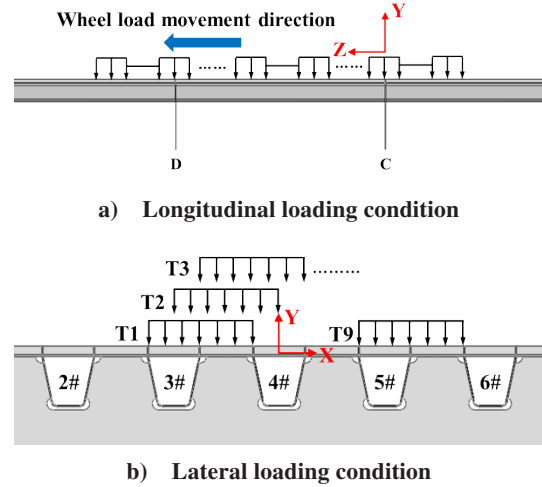 Y
Wheel load movement direction
Z
...... ......
D C
a) Longitudinal loading condition
T3 .........
T2
Y
T1 T9
X
2# 3# 4# 5# 6#
b) Lateral loading condition